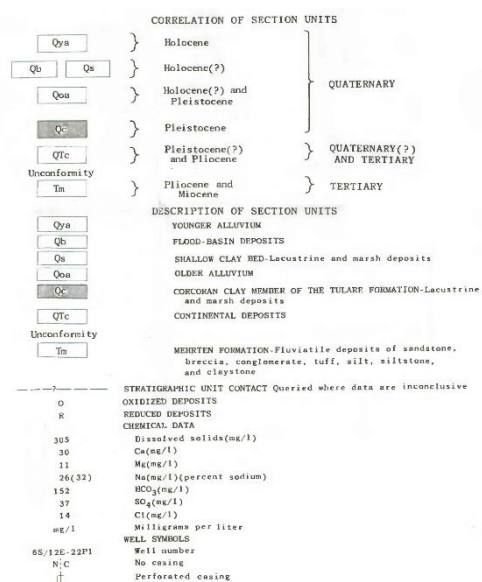 CORRELATION OF SECTION UNITS
Qya } Holocene
Qb Qs } Holocene(?)
QUATERNARY
Qoa } Holocene(?) and
Pleistocene
Qc } Pleistocene
QTc } Pleistocene(?)
and Pliocene
} QUATERNARY(?)
AND TERTIARY
Unconformity
Tm } Pliocene and
Miocene
} TERTIARY
DESCRIPTION OF SECTION UNITS
Qya YOUNGER ALLUVIUM
Qb FLOOD-BASIN DEPOSITS
Qs SHALLOW CLAY BED-Lacustrine and marsh deposits
Qoa OLDER ALLUVIUM
Qc CORCORAN CLAY MEMBER OF THE TULARE FORMATION-Lacustrine
and marsh deposits
QTc CONTINENTAL DEPOSITS
Unconformity
Tm MEHRTEN FORMATION-Fluviatile deposits of sandstone,
breccia, conglomerate, tuff, silt, siltstone,
and claystone
——?—— STRATIGRAPHIC UNIT CONTACT Queried where data are inconclusive
O OXIDIZED DEPOSITS
R REDUCED DEPOSITS
CHEMICAL DATA
305 Dissolved solids(mg/l)
30 Ca(mg/l)
11 Mg(mg/l)
26(32) Na(mg/l)(percent sodium)
152 HCO₃(mg/l)
37 SO₄(mg/l)
14 Cl(mg/l)
mg/l Milligrams per liter
WELL SYMBOLS
6S/12E-22P1 Well number
N;C No casing
Perforated casing